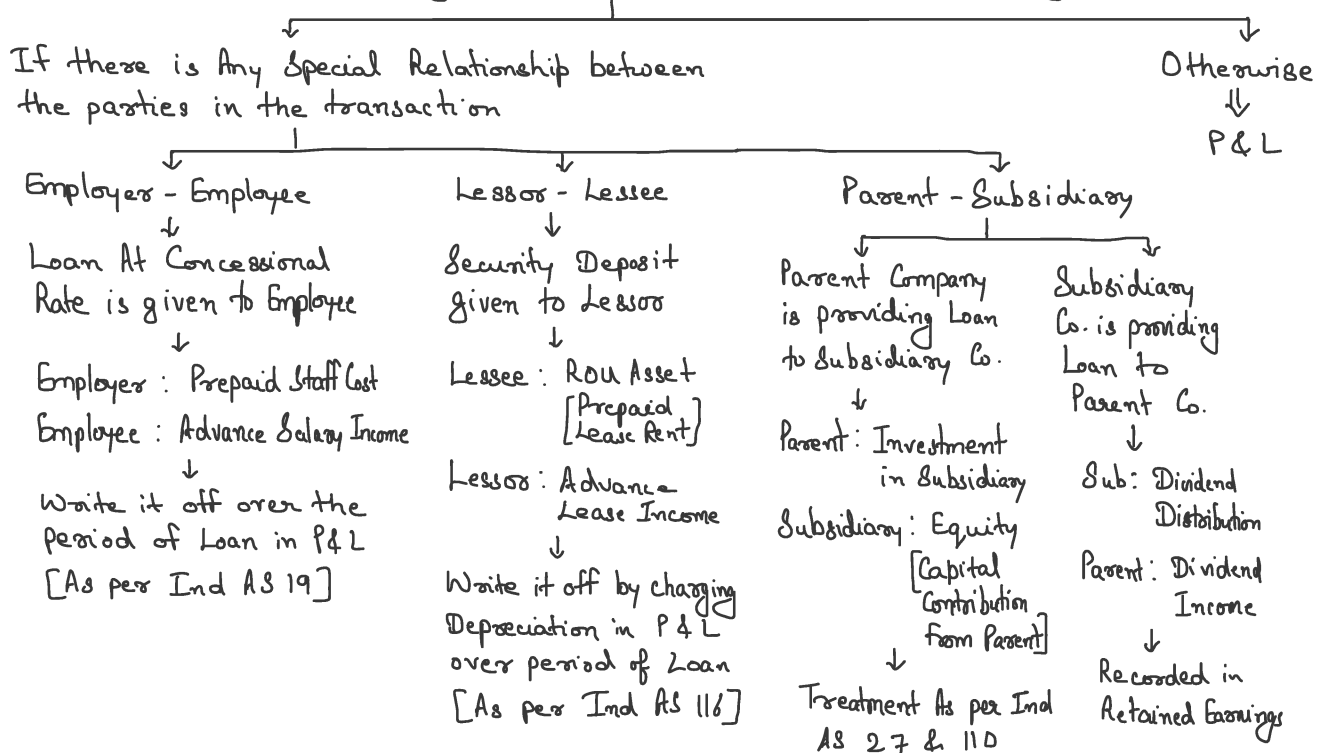 If there is Any Special Relationship between
the parties in the transaction
Otherwise
P & L
Employer - Employee
Loan At Concessional
Rate is given to Employee
Employer : Prepaid Staff Cost
Employee : Advance Salary Income
Write it off over the
period of Loan in P&L
[As per Ind AS 19]
Lessor - Lessee
Security Deposit
given to Lessor
Lessee : ROU Asset
[Prepaid
Lease Rent]
Lessor : Advance
Lease Income
Write it off by charging
Depreciation in P & L
over period of Loan
[As per Ind AS 116]
Parent - Subsidiary
Parent Company
is providing Loan
to Subsidiary Co.
Parent : Investment
in Subsidiary
Subsidiary : Equity
[Capital
Contribution
from Parent]
Treatment As per Ind
AS 27 & 110
Subsidiary
Co. is providing
Loan to
Parent Co.
Sub : Dividend
Distribution
Parent : Dividend
Income
Recorded in
Retained Earnings